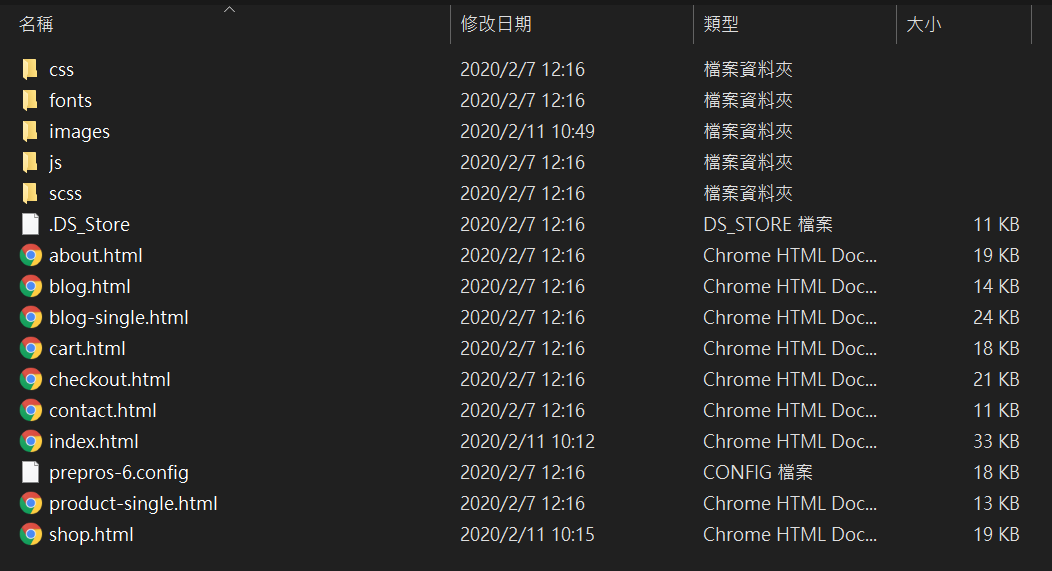 名稱 修改日期 類型 大小
css 2020/2/7 12:16 檔案資料夾
fonts 2020/2/7 12:16 檔案資料夾
images 2020/2/11 10:49 檔案資料夾
js 2020/2/7 12:16 檔案資料夾
scss 2020/2/7 12:16 檔案資料夾
.DS_Store 2020/2/7 12:16 DS_STORE 檔案 11 KB
about.html 2020/2/7 12:16 Chrome HTML Doc... 19 KB
blog.html 2020/2/7 12:16 Chrome HTML Doc... 14 KB
blog-single.html 2020/2/7 12:16 Chrome HTML Doc... 24 KB
cart.html 2020/2/7 12:16 Chrome HTML Doc... 18 KB
checkout.html 2020/2/7 12:16 Chrome HTML Doc... 21 KB
contact.html 2020/2/7 12:16 Chrome HTML Doc... 11 KB
index.html 2020/2/11 10:12 Chrome HTML Doc... 33 KB
prepros-6.config 2020/2/7 12:16 CONFIG 檔案 18 KB
product-single.html 2020/2/7 12:16 Chrome HTML Doc... 13 KB
shop.html 2020/2/11 10:15 Chrome HTML Doc... 19 KB